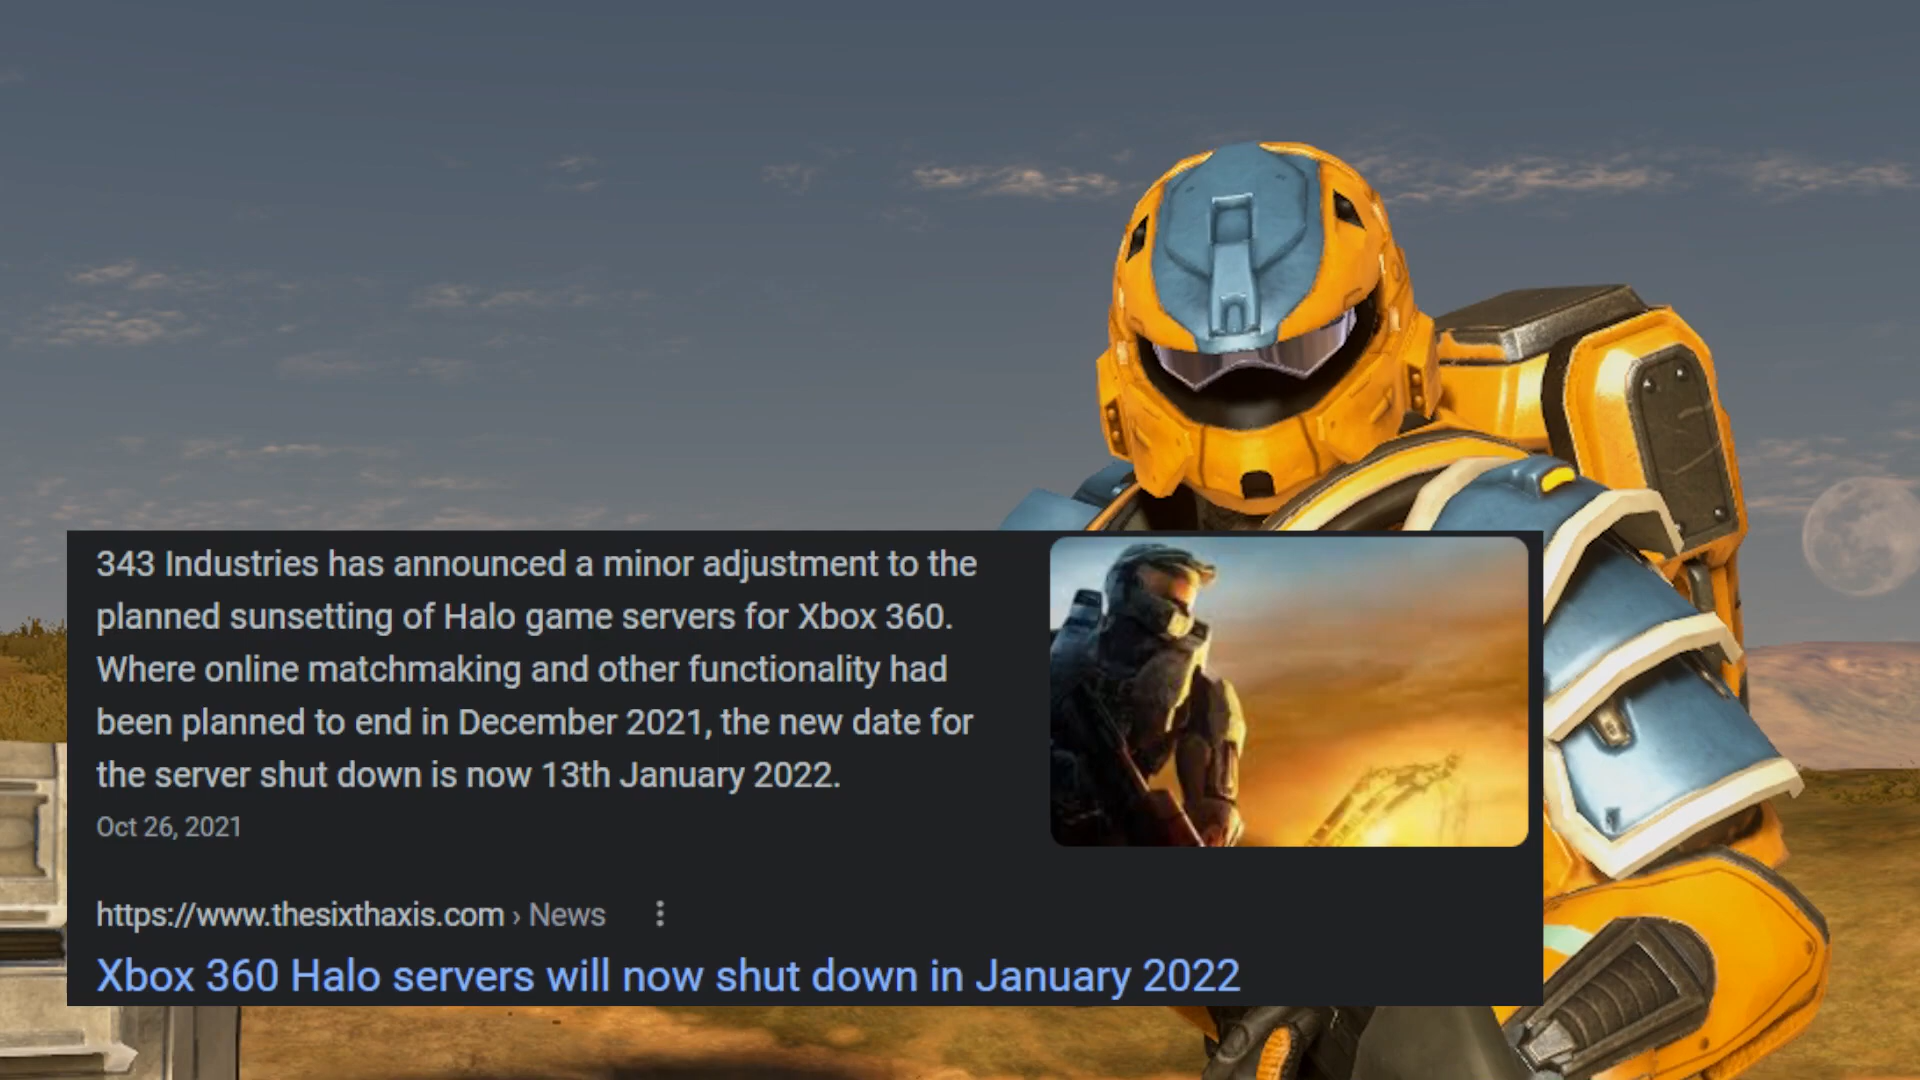 343 Industries has announced a minor adjustment to the
planned sunsetting of Halo game servers for Xbox 360.
Where online matchmaking and other functionality had
been planned to end in December 2021, the new date for
the server shut down is now 13th January 2022.
Oct 26, 2021
https://www.thesixthaxis.com › News
Xbox 360 Halo servers will now shut down in January 2022